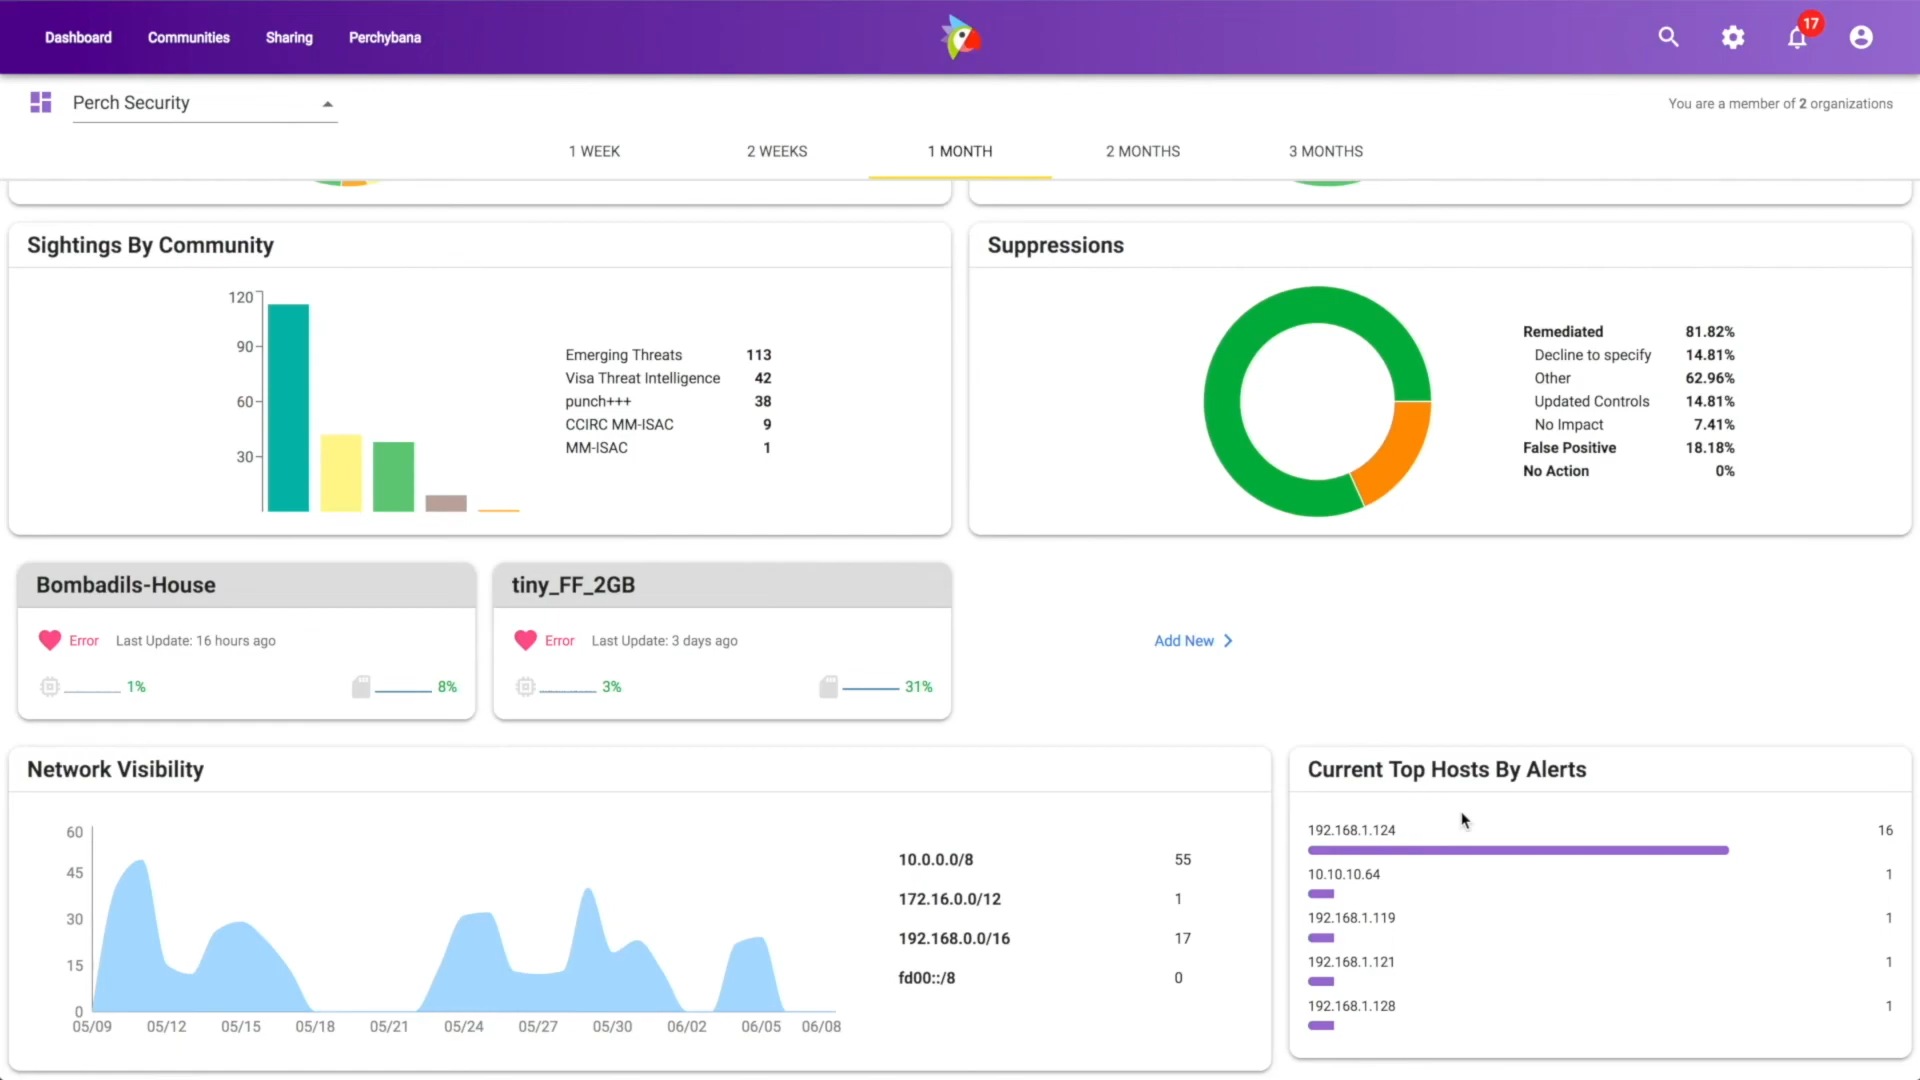 Dashboard Communities Sharing Perchybana 17
Perch Security
You are a member of 2 organizations
1 WEEK 2 WEEKS 1 MONTH 2 MONTHS 3 MONTHS
Sightings By Community
120
90
60
30
Emerging Threats 113
Visa Threat Intelligence 42
punch+++ 38
CCIRC MM-ISAC 9
MM-ISAC 1
Suppressions
Remediated 81.82%
Decline to specify 14.81%
Other 62.96%
Updated Controls 14.81%
No Impact 7.41%
False Positive 18.18%
No Action 0%
Bombadils-House
Error Last Update: 16 hours ago
1% 8%
tiny_FF_2GB
Error Last Update: 3 days ago
3% 31%
Add New
Network Visibility
60
45
30
15
0
05/09 05/12 05/15 05/18 05/21 05/24 05/27 05/30 06/02 06/05 06/08
10.0.0.0/8 55
172.16.0.0/12 1
192.168.0.0/16 17
fd00::/8 0
Current Top Hosts By Alerts
192.168.1.124 16
10.10.10.64 1
192.168.1.119 1
192.168.1.121 1
192.168.1.128 1